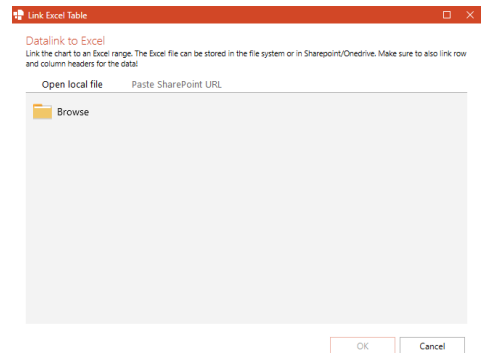 Link Excel Table
Datalink to Excel
Link the chart to an Excel range. The Excel file can be stored in the file system or in Sharepoint/Onedrive. Make sure to also link row
and column headers for the data!
Open local file Paste SharePoint URL
Browse
OK Cancel